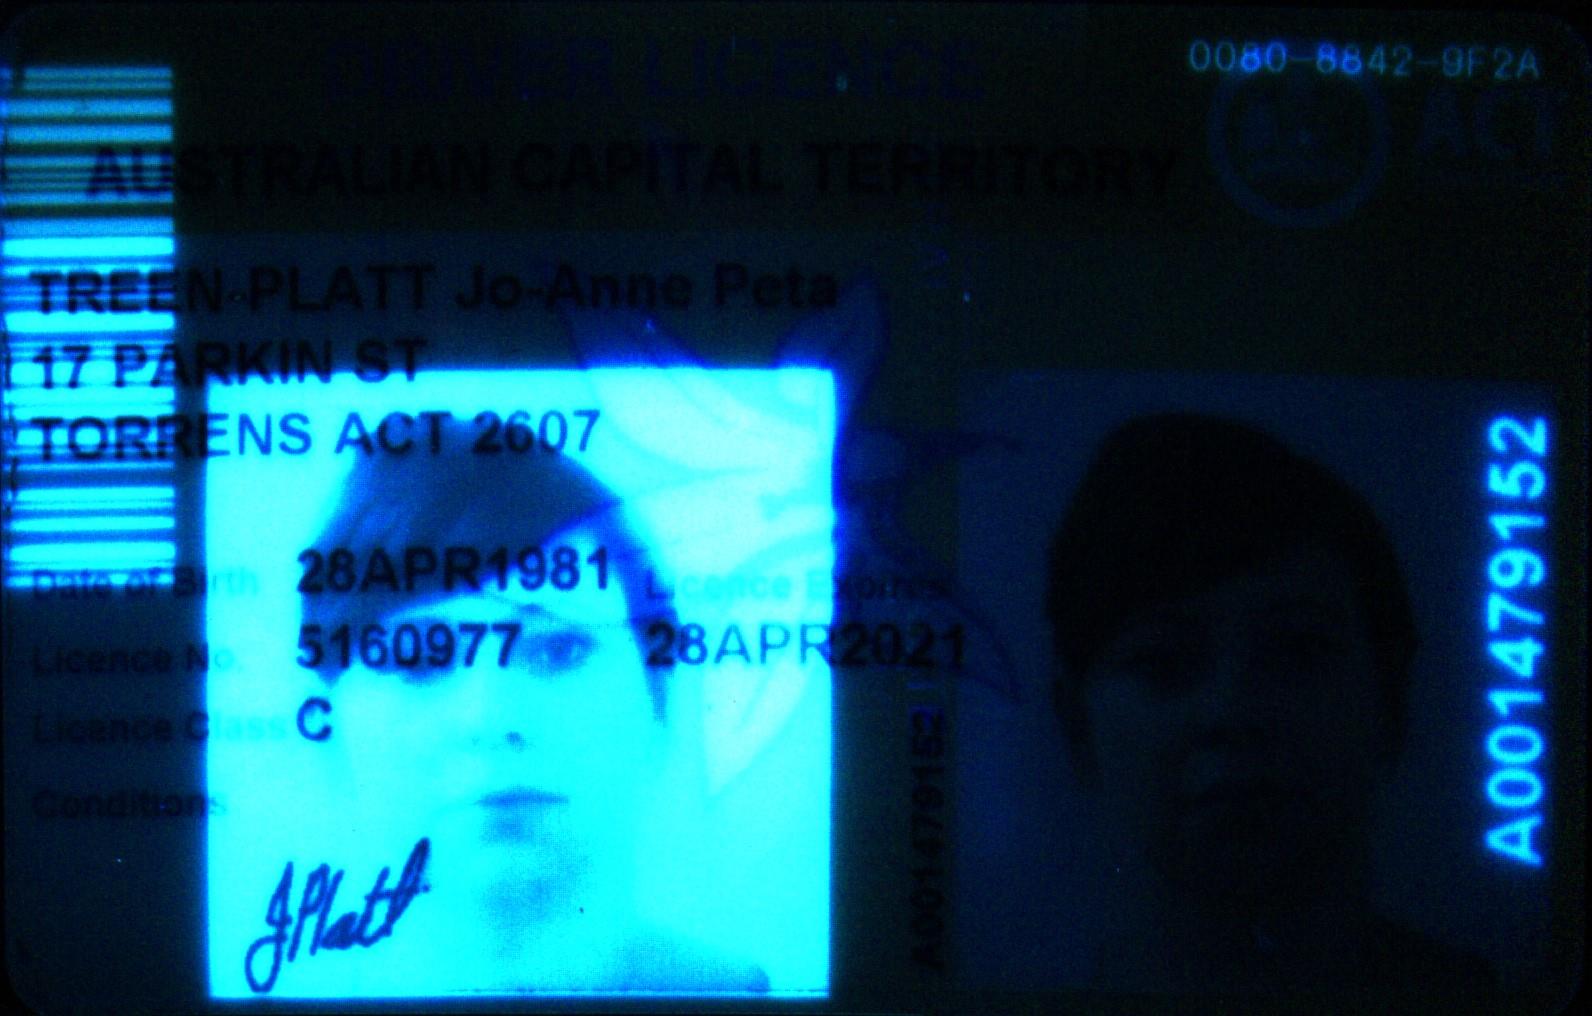 DRIVER LICENCE
0080-8842-9F2A
ACT
AUSTRALIAN CAPITAL TERRITORY
TREEN-PLATT Jo-Anne Peta
17 PARKIN ST
TORRENS ACT 2607
Date of Birth 28APR1981 Licence Expires
Licence No. 5160977 28APR2021
Licence Class C
Conditions
JPlatt
A001479152
A001479152